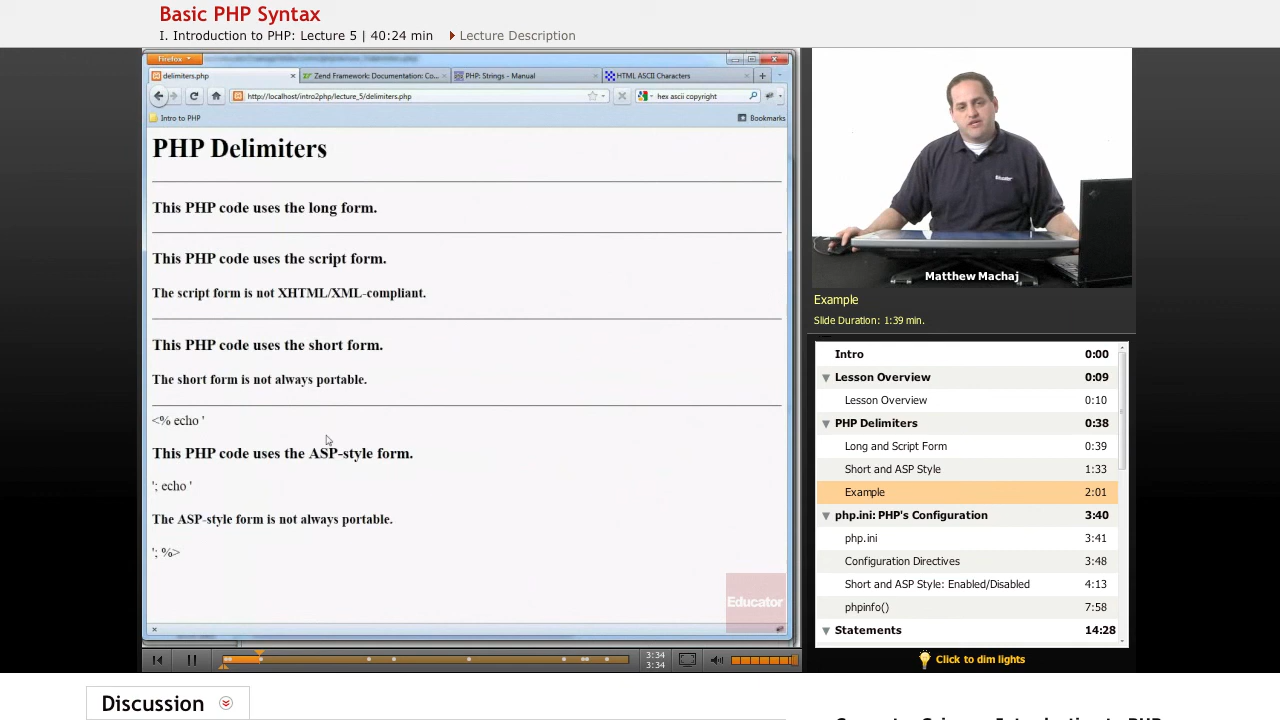 Basic PHP Syntax
I. Introduction to PHP: Lecture 5 | 40:24 min
Lecture Description
Firefox
delimiters.php
Zend Framework: Documentation: Co...
PHP: Strings - Manual
HTML ASCII Characters
http://localhost/intro2php/lecture_5/delimiters.php
hex ascii copyright
Intro to PHP
Bookmarks
PHP Delimiters
This PHP code uses the long form.
This PHP code uses the script form.
The script form is not XHTML/XML-compliant.
This PHP code uses the short form.
The short form is not always portable.
<% echo '
This PHP code uses the ASP-style form.
'; echo '
The ASP-style form is not always portable.
'; %>
Educator
3:34
3:34
Educator
Matthew Machaj
Example
Slide Duration: 1:39 min.
Intro 0:00
Lesson Overview 0:09
Lesson Overview 0:10
PHP Delimiters 0:38
Long and Script Form 0:39
Short and ASP Style 1:33
Example 2:01
php.ini: PHP's Configuration 3:40
php.ini 3:41
Configuration Directives 3:48
Short and ASP Style: Enabled/Disabled 4:13
phpinfo() 7:58
Statements 14:28
Click to dim lights
Discussion